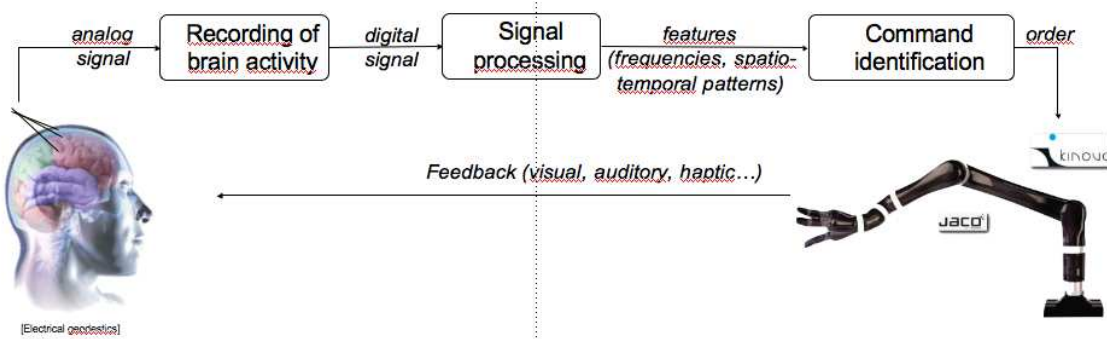 analog
signal
Recording of
brain activity
digital
signal
Signal
processing
features
(frequencies, spatio-
temporal patterns)
Command
identification
order
kinova
Feedback (visual, auditory, haptic…)
JACO
[Electrical geodestics]